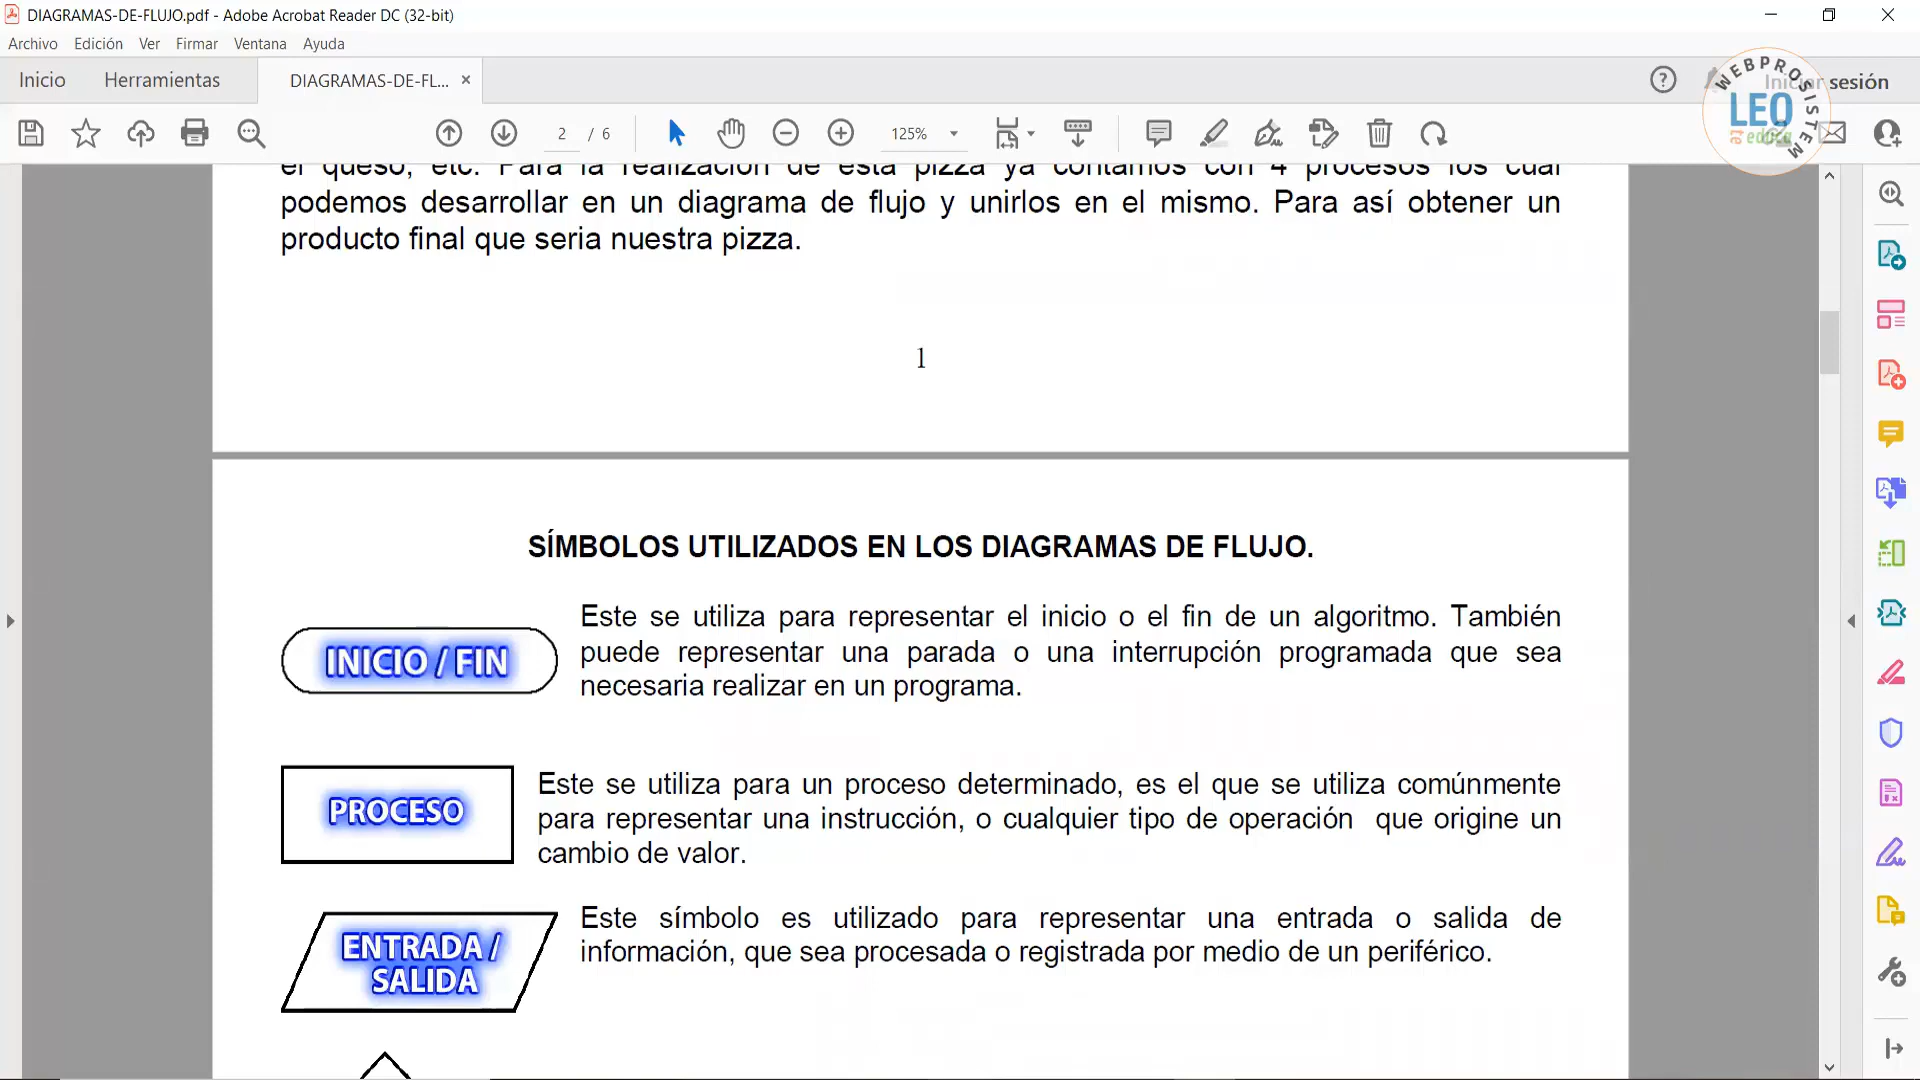 DIAGRAMAS-DE-FLUJO.pdf - Adobe Acrobat Reader DC (32-bit)
Archivo Edición Ver Firmar Ventana Ayuda
Inicio Herramientas DIAGRAMAS-DE-FL... × sesión
WEBPROSISTEM
LEO
te educa
2 / 6 125%
el queso, etc. Para la realización de esta pizza ya contamos con 4 procesos los cual
podemos desarrollar en un diagrama de flujo y unirlos en el mismo. Para así obtener un
producto final que seria nuestra pizza.
1
SÍMBOLOS UTILIZADOS EN LOS DIAGRAMAS DE FLUJO.
INICIO / FIN
Este se utiliza para representar el inicio o el fin de un algoritmo. También
puede representar una parada o una interrupción programada que sea
necesaria realizar en un programa.
PROCESO
Este se utiliza para un proceso determinado, es el que se utiliza comúnmente
para representar una instrucción, o cualquier tipo de operación que origine un
cambio de valor.
ENTRADA /
SALIDA
Este símbolo es utilizado para representar una entrada o salida de
información, que sea procesada o registrada por medio de un periférico.